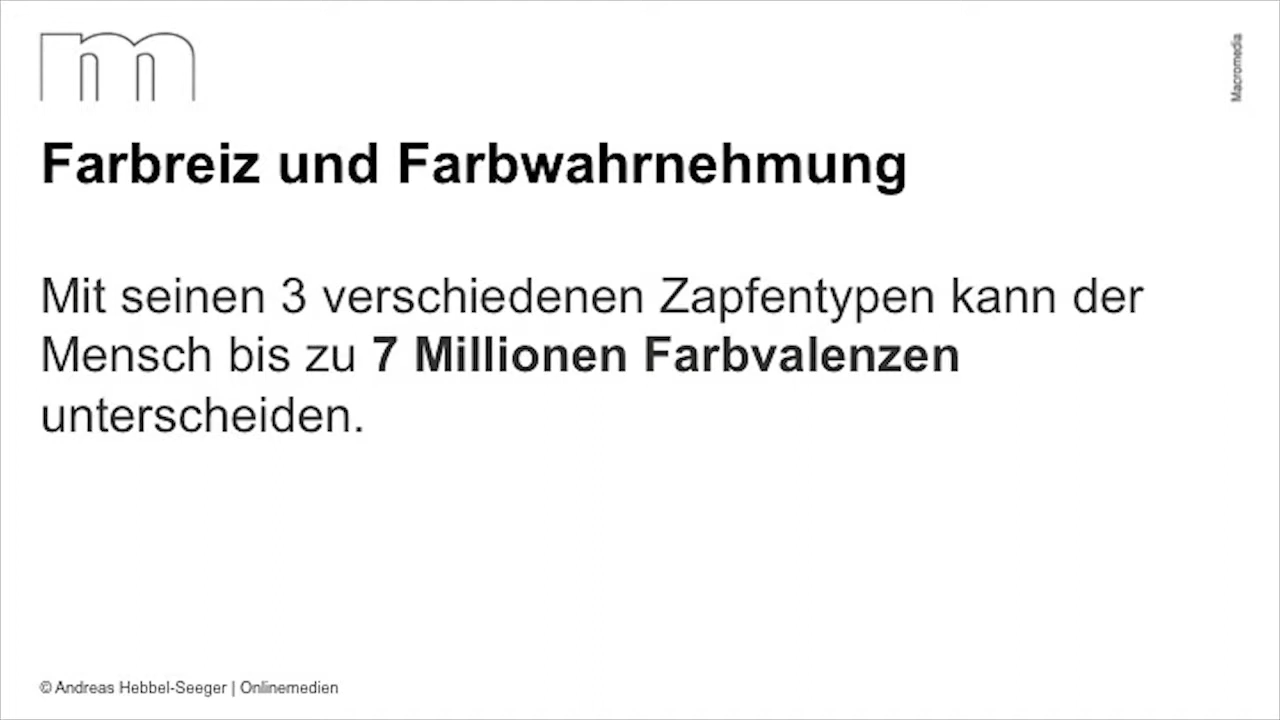 m
Macromedia
Farbreiz und Farbwahrnehmung
Mit seinen 3 verschiedenen Zapfentypen kann der
Mensch bis zu 7 Millionen Farbvalenzen
unterscheiden.
© Andreas Hebbel-Seeger | Onlinemedien